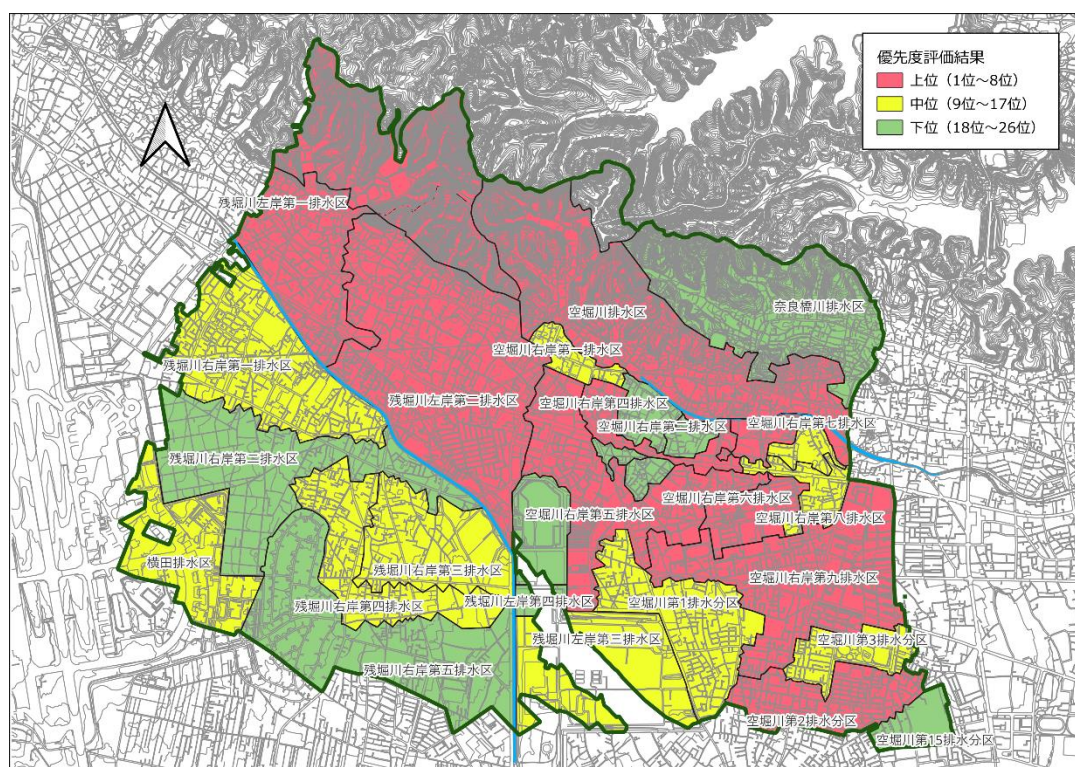 優先度評価結果
上位（1位～8位）
中位（9位～17位）
下位（18位～26位）
残堀川左岸第一排水区
奈良橋川排水区
空堀川排水区
空堀川右岸第一排水区
残堀川右岸第一排水区
残堀川左岸第二排水区
空堀川右岸第四排水区
空堀川右岸第二排水区
空堀川右岸第七排水区
残堀川右岸第二排水区
空堀川右岸第六排水区
空堀川右岸第五排水区
空堀川右岸第八排水区
横田排水区
残堀川右岸第三排水区
空堀川右岸第九排水区
残堀川右岸第四排水区
残堀川左岸第四排水区
空堀川第1排水分区
残堀川左岸第三排水区
空堀川第3排水分区
残堀川右岸第五排水区
空堀川第2排水分区
空堀川第15排水分区